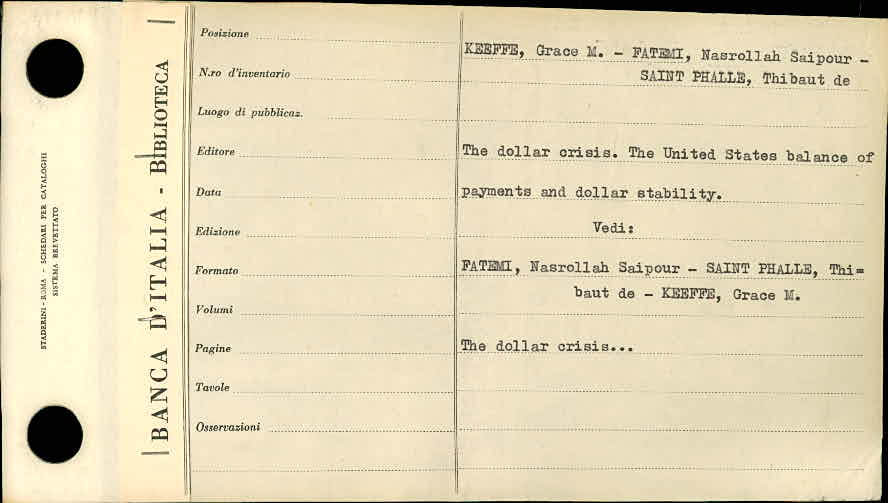 STADERINI - ROMA - SCHEDARI PER CATALOGHI
SISTEMA BREVETTATO
BANCA D'ITALIA - BIBLIOTECA
Posizione
N.ro d'inventario
Luogo di pubblicaz.
Editore
Data
Edizione
Formato
Volumi
Pagine
Tavole
Osservazioni
KEEFFE, Grace M. - FATEMI, Nasrollah Saipour -
SAINT PHALLE, Thibaut de
The dollar crisis. The United States balance of
payments and dollar stability.
Vedi:
FATEMI, Nasrollah Saipour - SAINT PHALLE, Thi=
baut de - KEEFFE, Grace M.
The dollar crisis...